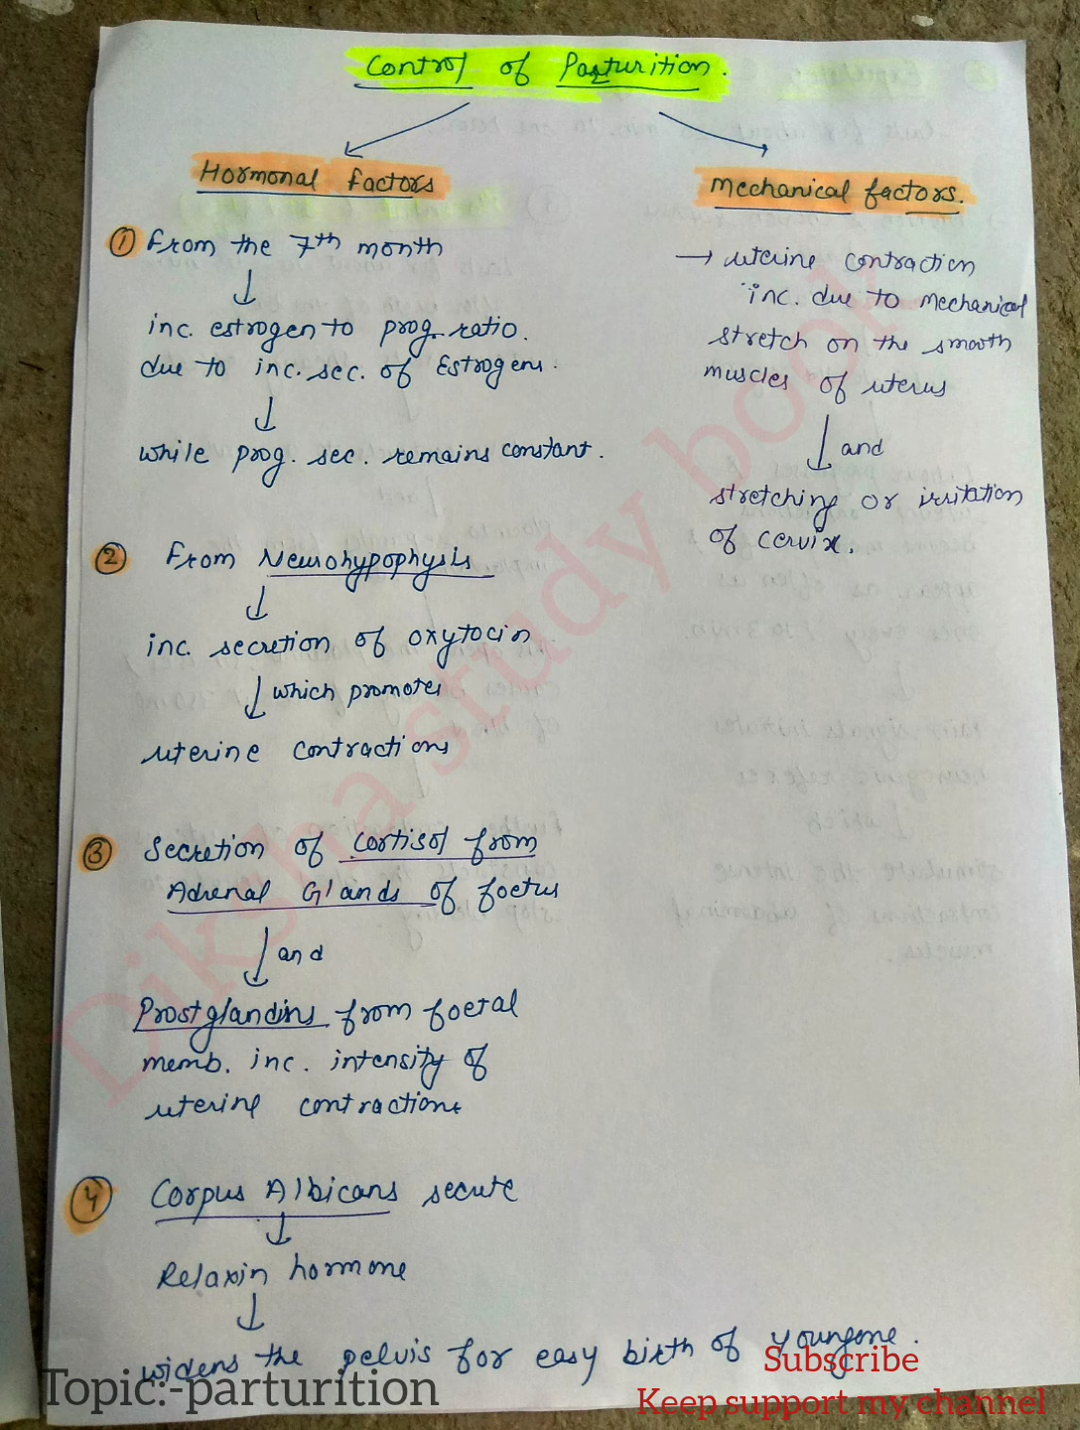 Control of Parturition.
Hormonal factors
① From the 7th month
↓
inc. estrogen to prog. ratio.
due to inc. sec. of Estrogens.
↓
while prog. sec. remains constant.
② From Neurohypophysis
↓
inc. secretion of oxytocin
↓ which promotes
uterine contractions
③ Secretion of cortisol from
Adrenal Glands of foetus
↓ and
Prostglandins from foetal
memb. inc. intensity of
uterine contractions
④ Corpus Albicans secrete
↓
Relaxin hormone
↓
widens the pelvis for easy birth of youngone.
Mechanical factors.
→ uterine contraction
inc. due to Mechanical
stretch on the smooth
muscles of uterus
↓ and
stretching or irritation
of cervix.
Diksha study book
Topic:-parturition
Subscribe
Keep support my channel